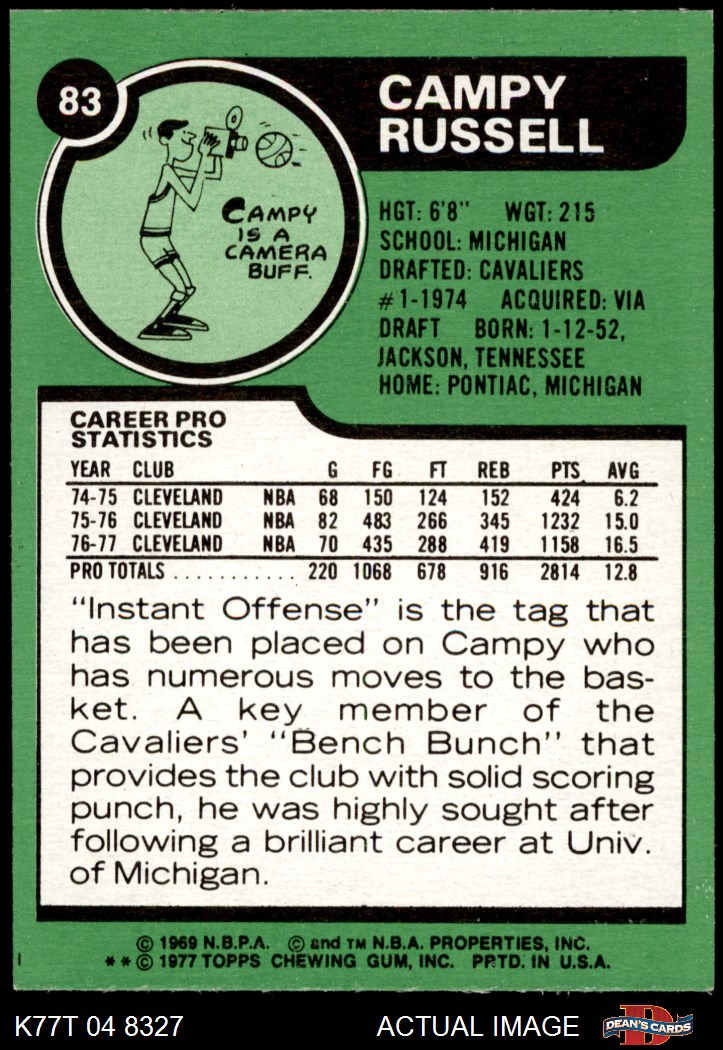 83
CAMPY
RUSSELL
CAMPY
IS A
CAMERA
BUFF.
HGT: 6'8" WGT: 215
SCHOOL: MICHIGAN
DRAFTED: CAVALIERS
#1-1974 ACQUIRED: VIA
DRAFT BORN: 1-12-52,
JACKSON, TENNESSEE
HOME: PONTIAC, MICHIGAN
CAREER PRO
STATISTICS
YEAR CLUB G FG FT REB PTS AVG
74-75 CLEVELAND NBA 68 150 124 152 424 6.2
75-76 CLEVELAND NBA 82 483 266 345 1232 15.0
76-77 CLEVELAND NBA 70 435 288 419 1158 16.5
PRO TOTALS ........... 220 1068 678 916 2814 12.8
"Instant Offense" is the tag that
has been placed on Campy who
has numerous moves to the bas-
ket. A key member of the
Cavaliers' "Bench Bunch" that
provides the club with solid scoring
punch, he was highly sought after
following a brilliant career at Univ.
of Michigan.
© 1969 N.B.P.A. © and TM N.B.A. PROPERTIES, INC.
**© 1977 TOPPS CHEWING GUM, INC. PRTD. IN U.S.A.
K77T 04 8327 ACTUAL IMAGE D DEAN'S CARDS